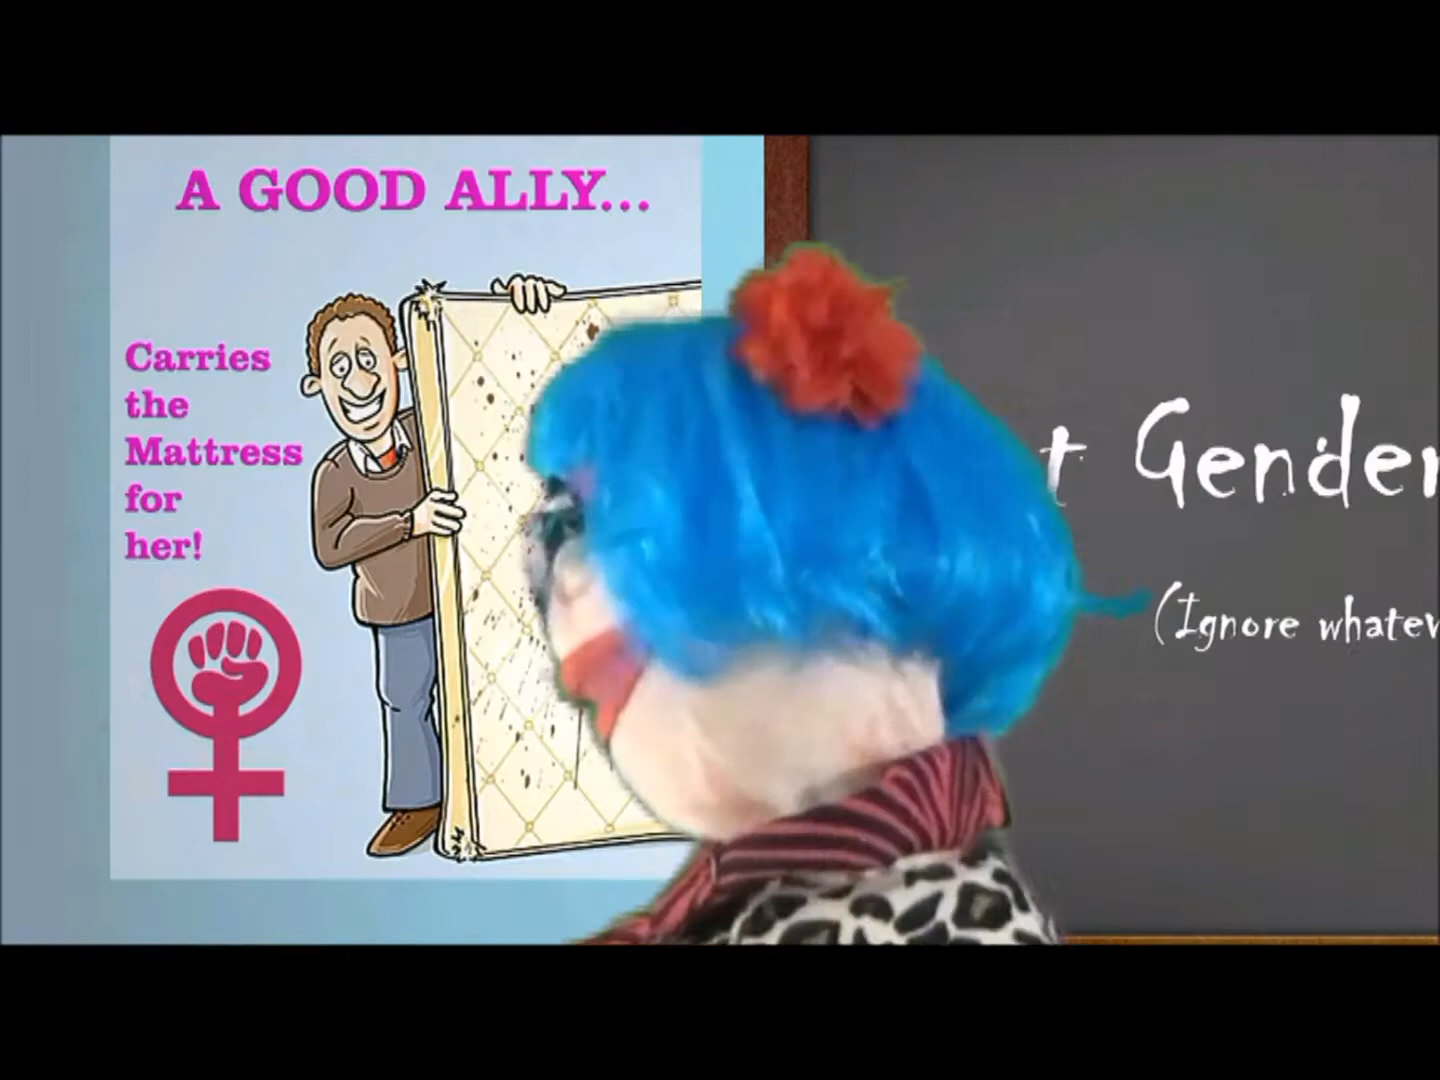 A GOOD ALLY...
Carries
the
Mattress
for
her!
t Gender
(Ignore whatev